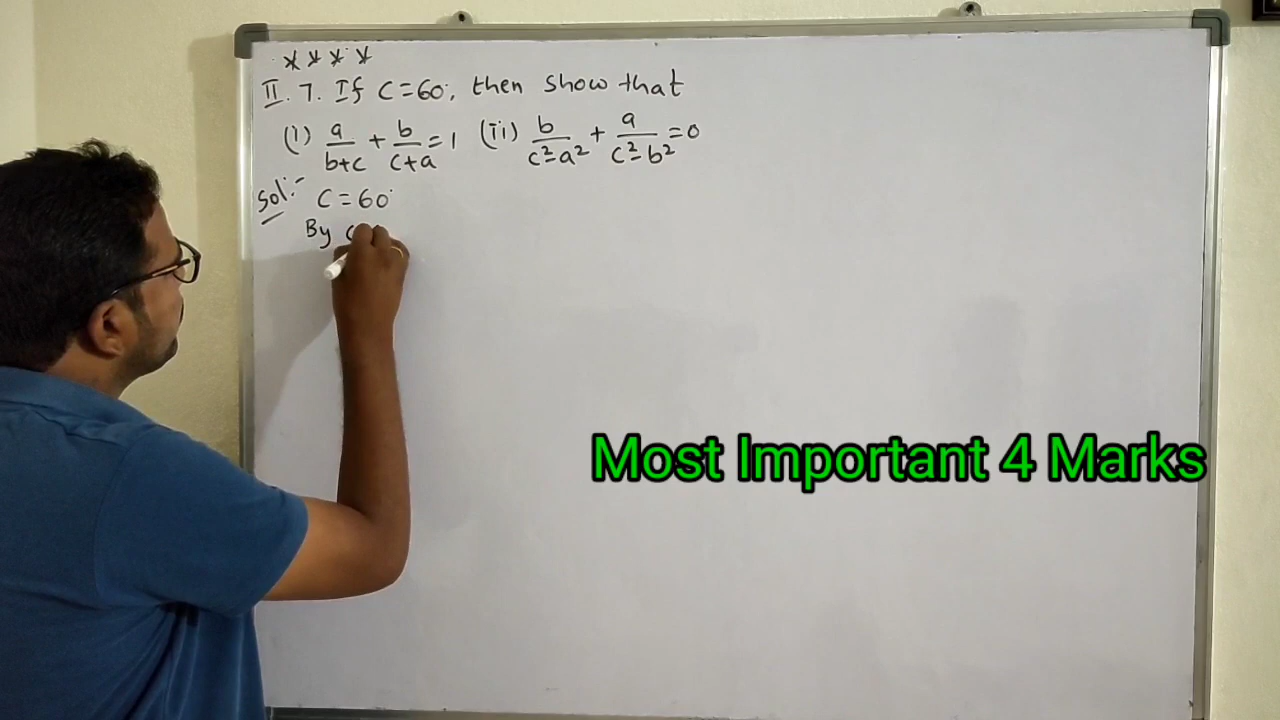 * * * *
II. 7. If C=60°, then show that
(i) a/(b+c) + b/(c+a) = 1 (ii) b/(c²-a²) + a/(c²-b²) = 0
Sol:- C=60°
By
Most Important 4 Marks